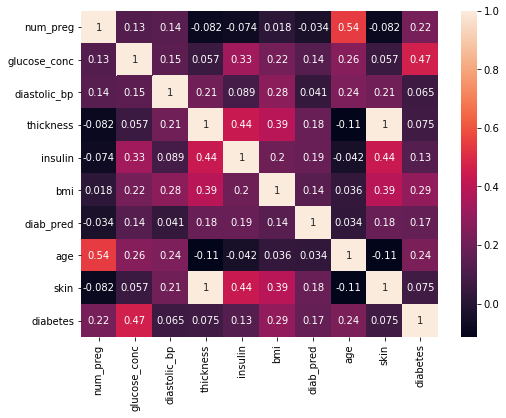 num_preg 1 0.13 0.14 -0.082 -0.074 0.018 -0.034 0.54 -0.082 0.22
glucose_conc 0.13 1 0.15 0.057 0.33 0.22 0.14 0.26 0.057 0.47
diastolic_bp 0.14 0.15 1 0.21 0.089 0.28 0.041 0.24 0.21 0.065
thickness -0.082 0.057 0.21 1 0.44 0.39 0.18 -0.11 1 0.075
insulin -0.074 0.33 0.089 0.44 1 0.2 0.19 -0.042 0.44 0.13
bmi 0.018 0.22 0.28 0.39 0.2 1 0.14 0.036 0.39 0.29
diab_pred -0.034 0.14 0.041 0.18 0.19 0.14 1 0.034 0.18 0.17
age 0.54 0.26 0.24 -0.11 -0.042 0.036 0.034 1 -0.11 0.24
skin -0.082 0.057 0.21 1 0.44 0.39 0.18 -0.11 1 0.075
diabetes 0.22 0.47 0.065 0.075 0.13 0.29 0.17 0.24 0.075 1
num_preg
glucose_conc
diastolic_bp
thickness
insulin
bmi
diab_pred
age
skin
diabetes
1.0
0.8
0.6
0.4
0.2
0.0